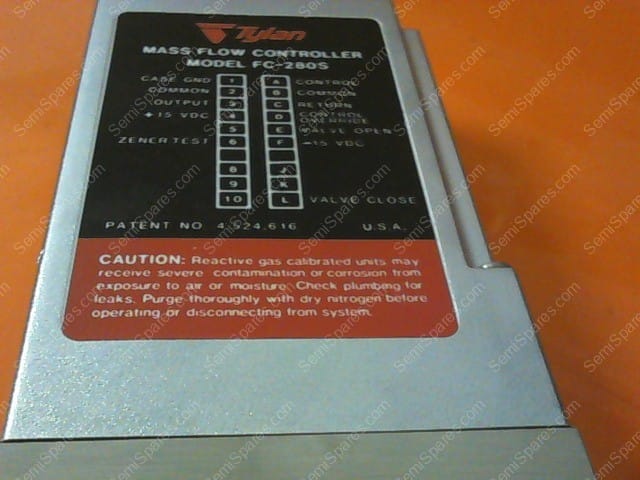 Tylan
MASS FLOW CONTROLLER
MODEL FC-280S
CASE GND 1 A CONTROL
COMMON 2 B COMMON
OUTPUT 3 C RETURN
+ 15 VDC 4 D CONTROL OVERRIDE
5 E VALVE OPEN
ZENER TEST 6 F -15 VDC
8 J
9 K
10 L VALVE CLOSE
PATENT NO. 4,524,616 U.S.A.
CAUTION: Reactive gas calibrated units may
receive severe contamination or corrosion from
exposure to air or moisture. Check plumbing for
leaks. Purge thoroughly with dry nitrogen before
operating or disconnecting from system.
SemiSpares.com